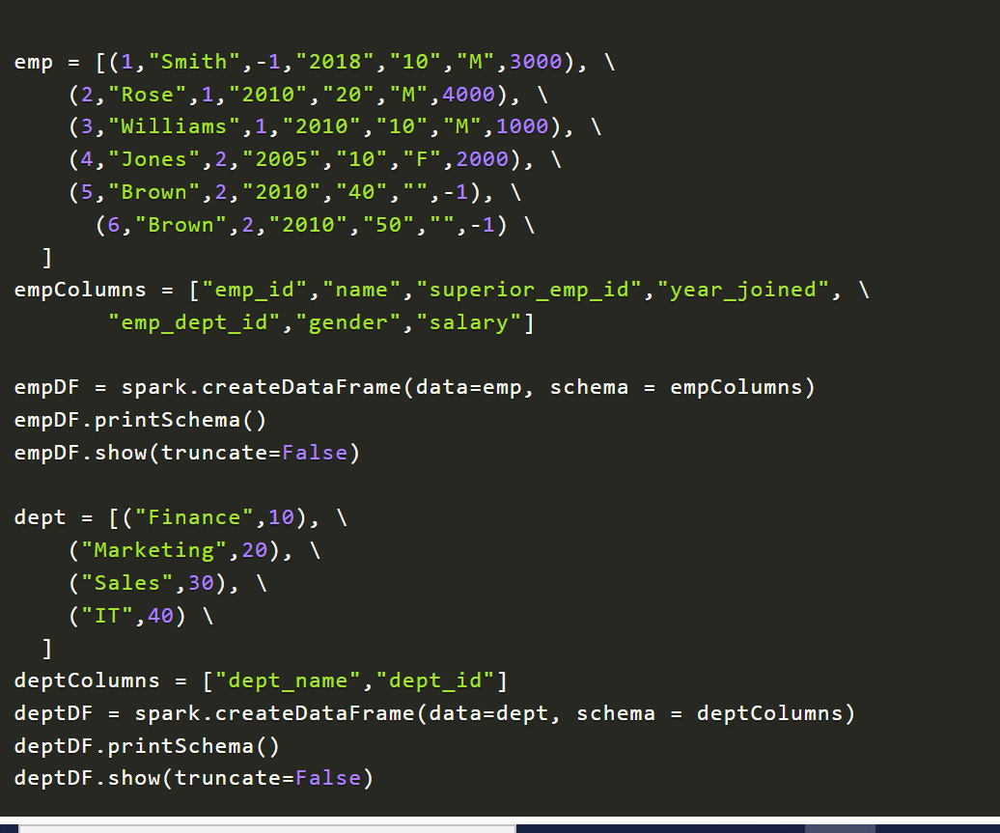 emp = [(1,"Smith",-1,"2018","10","M",3000), \
    (2,"Rose",1,"2010","20","M",4000), \
    (3,"Williams",1,"2010","10","M",1000), \
    (4,"Jones",2,"2005","10","F",2000), \
    (5,"Brown",2,"2010","40","",-1), \
      (6,"Brown",2,"2010","50","",-1) \
  ]
empColumns = ["emp_id","name","superior_emp_id","year_joined", \
       "emp_dept_id","gender","salary"]

empDF = spark.createDataFrame(data=emp, schema = empColumns)
empDF.printSchema()
empDF.show(truncate=False)

dept = [("Finance",10), \
    ("Marketing",20), \
    ("Sales",30), \
    ("IT",40) \
  ]
deptColumns = ["dept_name","dept_id"]
deptDF = spark.createDataFrame(data=dept, schema = deptColumns)
deptDF.printSchema()
deptDF.show(truncate=False)